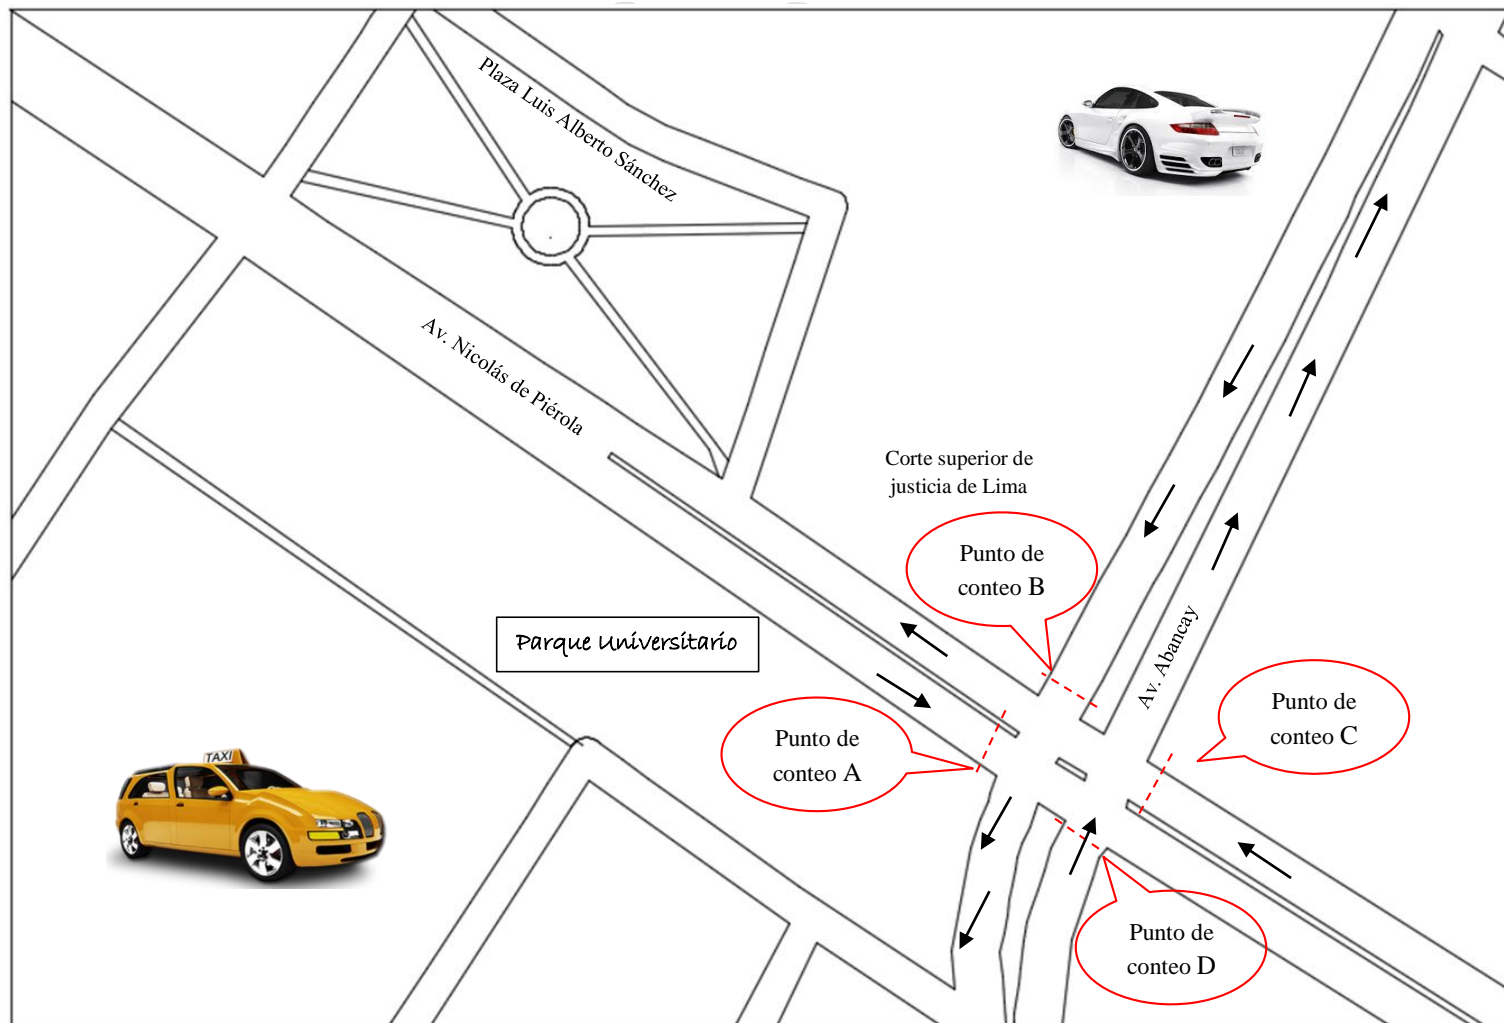 Plaza Luis Alberto Sánchez
Av. Nicolás de Piérola
Corte superior de
justicia de Lima
Punto de
conteo B
Parque Universitario
Av. Abancay
Punto de
conteo A
Punto de
conteo C
TAXI
Punto de
conteo D